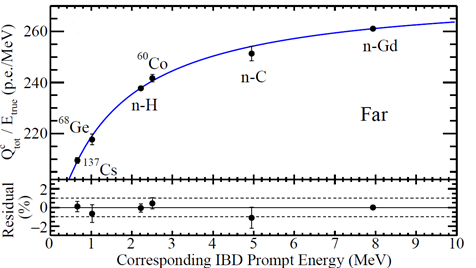 Q^c_tot / E_true (p.e./MeV)
260
240
220
⁶⁸Ge
¹³⁷Cs
n-H
⁶⁰Co
n-C
n-Gd
Far
Residual (%)
2
0
−2
0 1 2 3 4 5 6 7 8 9 10
Corresponding IBD Prompt Energy (MeV)